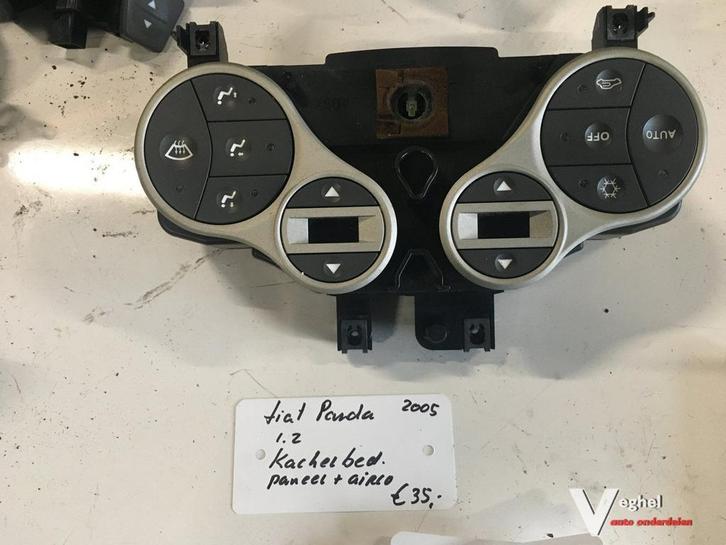 AUTO
OFF
fiat Panda 2005
1.2
Kachelbed.
paneel + airco
€35,-
Veghel
auto onderdelen